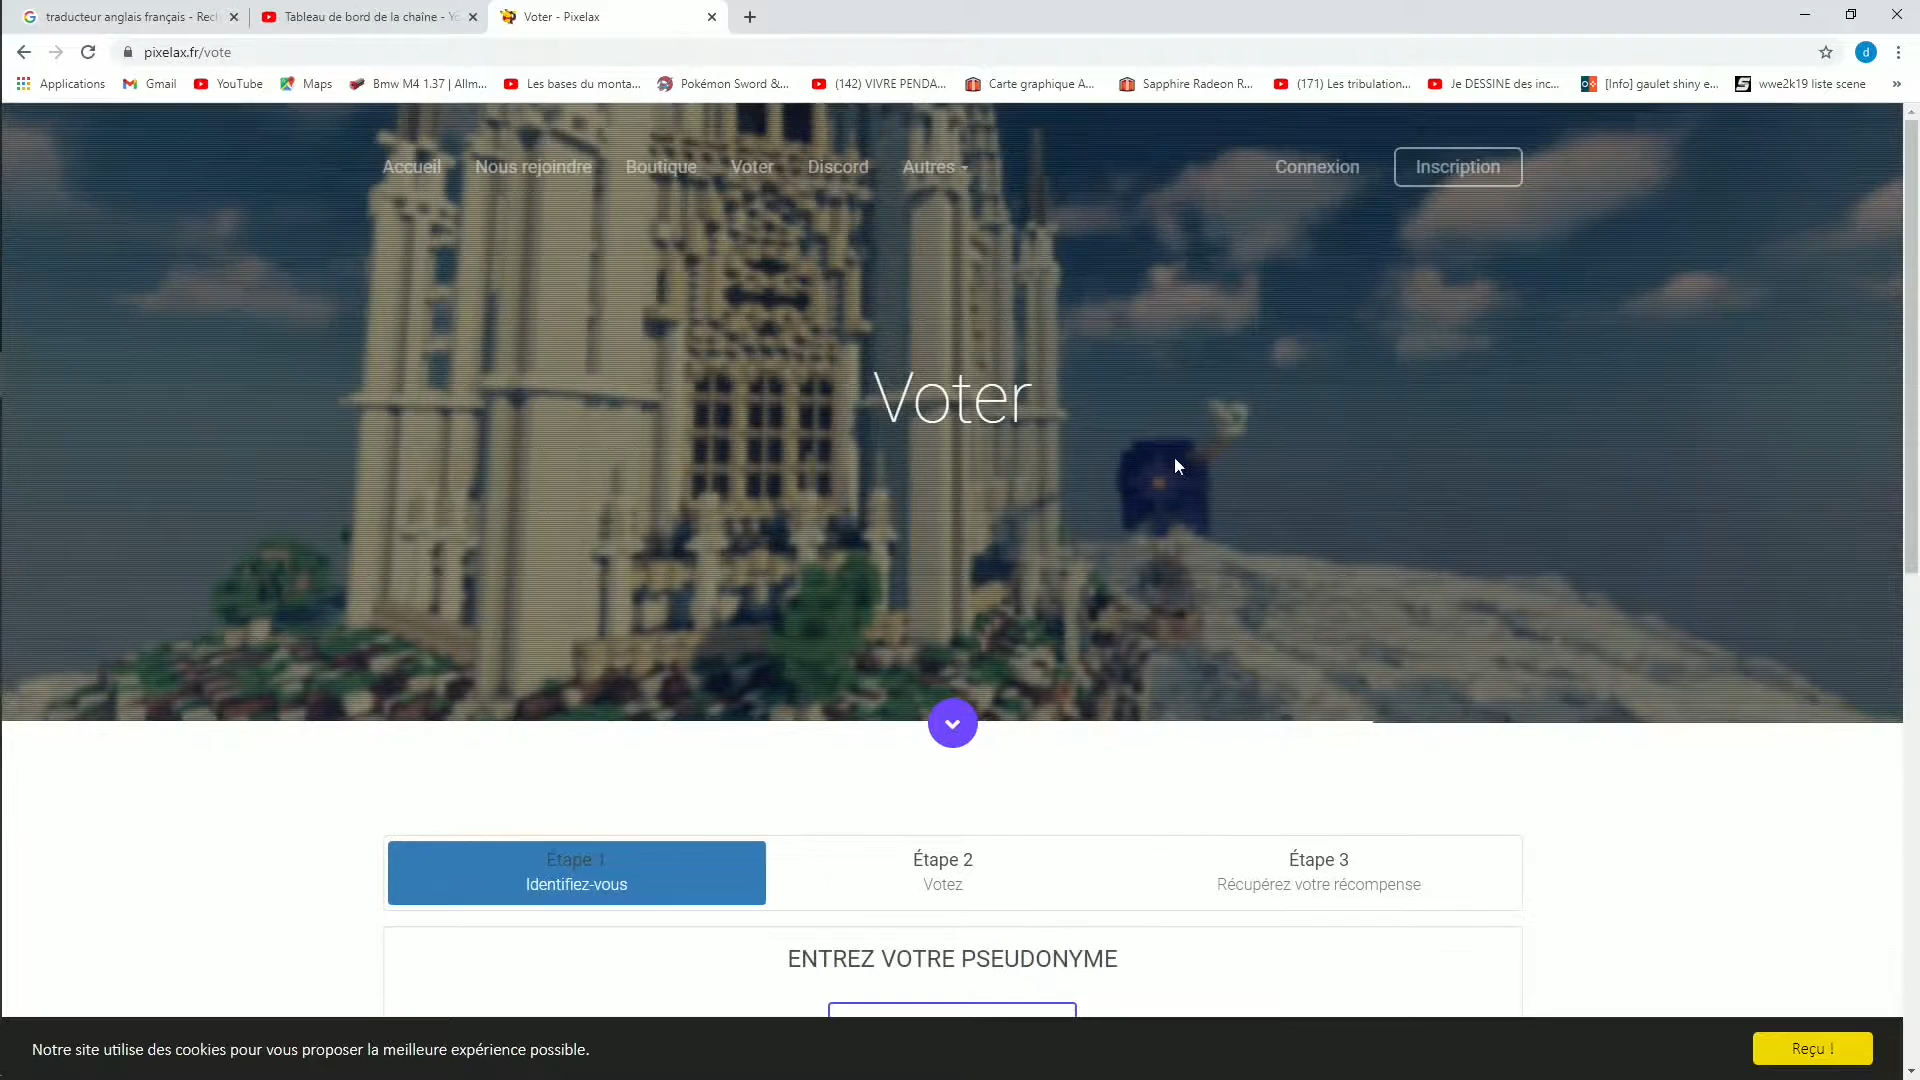 traducteur anglais français - Rec
Tableau de bord de la chaîne - Yo
Voter - Pixelax
pixelax.fr/vote
d
Applications
Gmail
YouTube
Maps
Bmw M4 1.37 | Allm...
Les bases du monta...
Pokémon Sword &...
(142) VIVRE PENDA...
Carte graphique A...
Sapphire Radeon R...
(171) Les tribulation...
Je DESSINE des inc...
[Info] gaulet shiny e...
wwe2k19 liste scene
»
Accueil
Nous rejoindre
Boutique
Voter
Discord
Autres
Connexion
Inscription
Voter
Étape 1
Identifiez-vous
Étape 2
Votez
Étape 3
Récupérez votre récompense
ENTREZ VOTRE PSEUDONYME
Notre site utilise des cookies pour vous proposer la meilleure expérience possible.
Reçu !